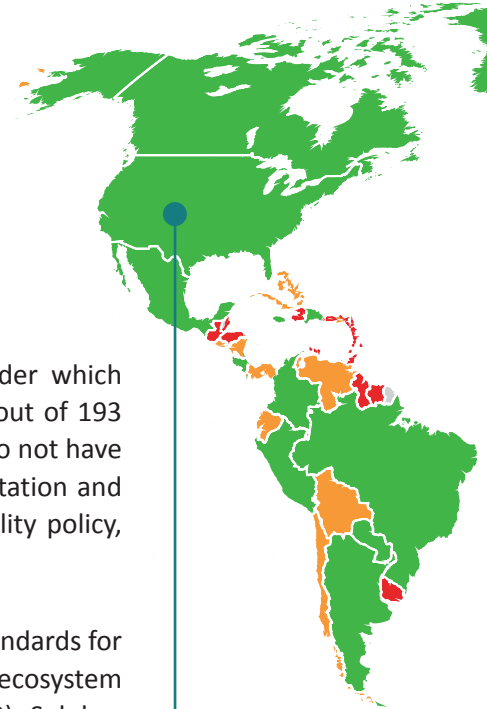 der which
out of 193
o not have
tation and
lity policy,
ndards for
ecosystem